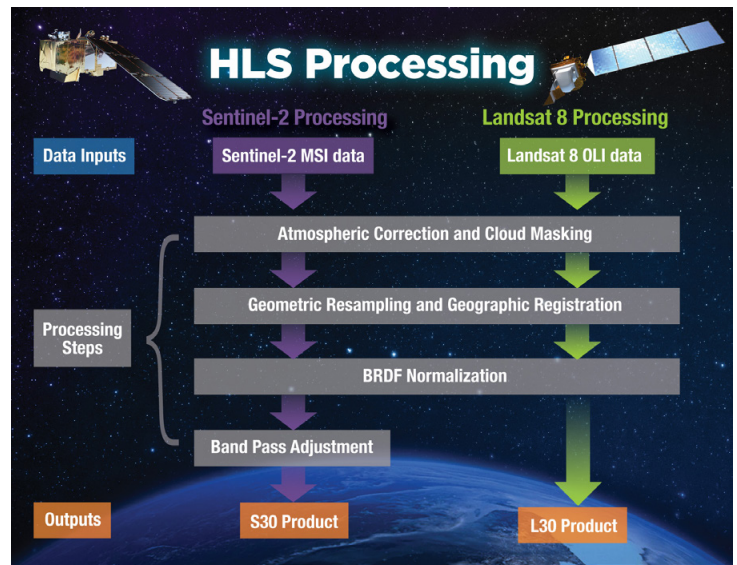 HLS Processing
Sentinel-2 Processing
Landsat 8 Processing
Data Inputs
Sentinel-2 MSI data
Landsat 8 OLI data
Atmospheric Correction and Cloud Masking
Geometric Resampling and Geographic Registration
Processing
Steps
BRDF Normalization
Band Pass Adjustment
Outputs
S30 Product
L30 Product